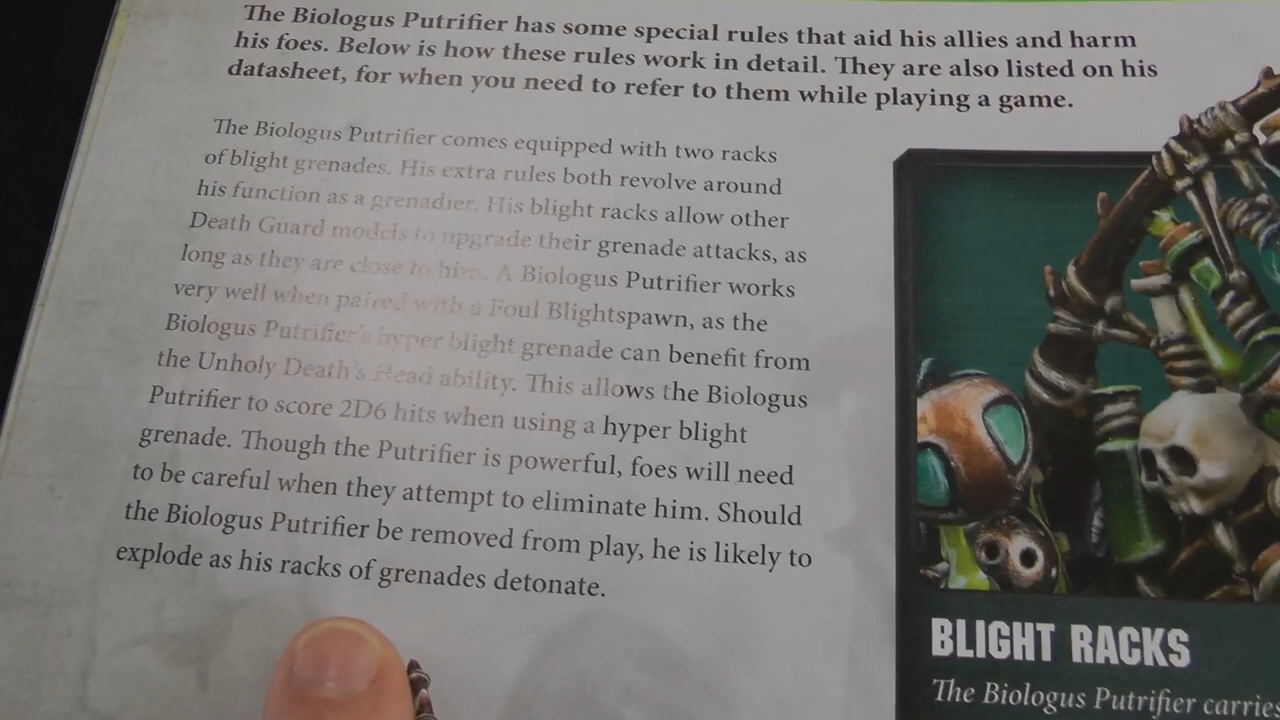 The Biologus Putrifier has some special rules that aid his allies and harm
his foes. Below is how these rules work in detail. They are also listed on his
datasheet, for when you need to refer to them while playing a game.
The Biologus Putrifier comes equipped with two racks
of blight grenades. His extra rules both revolve around
his function as a grenadier. His blight racks allow other
Death Guard models to upgrade their grenade attacks, as
long as they are close to him. A Biologus Putrifier works
very well when paired with a Foul Blightspawn, as the
Biologus Putrifier's hyper blight grenade can benefit from
the Unholy Death's Head ability. This allows the Biologus
Putrifier to score 2D6 hits when using a hyper blight
grenade. Though the Putrifier is powerful, foes will need
to be careful when they attempt to eliminate him. Should
the Biologus Putrifier be removed from play, he is likely to
explode as his racks of grenades detonate.
BLIGHT RACKS
The Biologus Putrifier carries